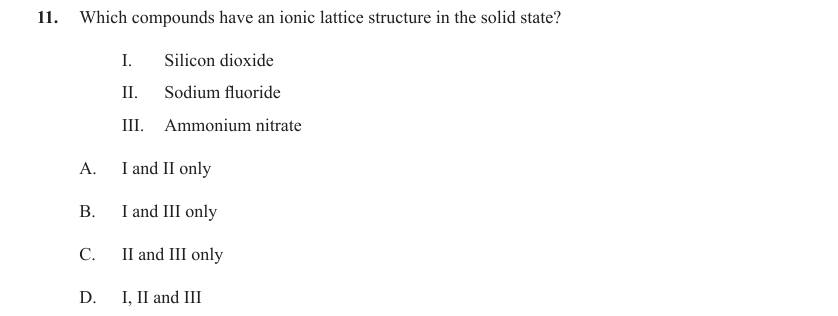 11. Which compounds have an ionic lattice structure in the solid state?
I. Silicon dioxide
II. Sodium fluoride
III. Ammonium nitrate
A. I and II only
B. I and III only
C. II and III only
D. I, II and III